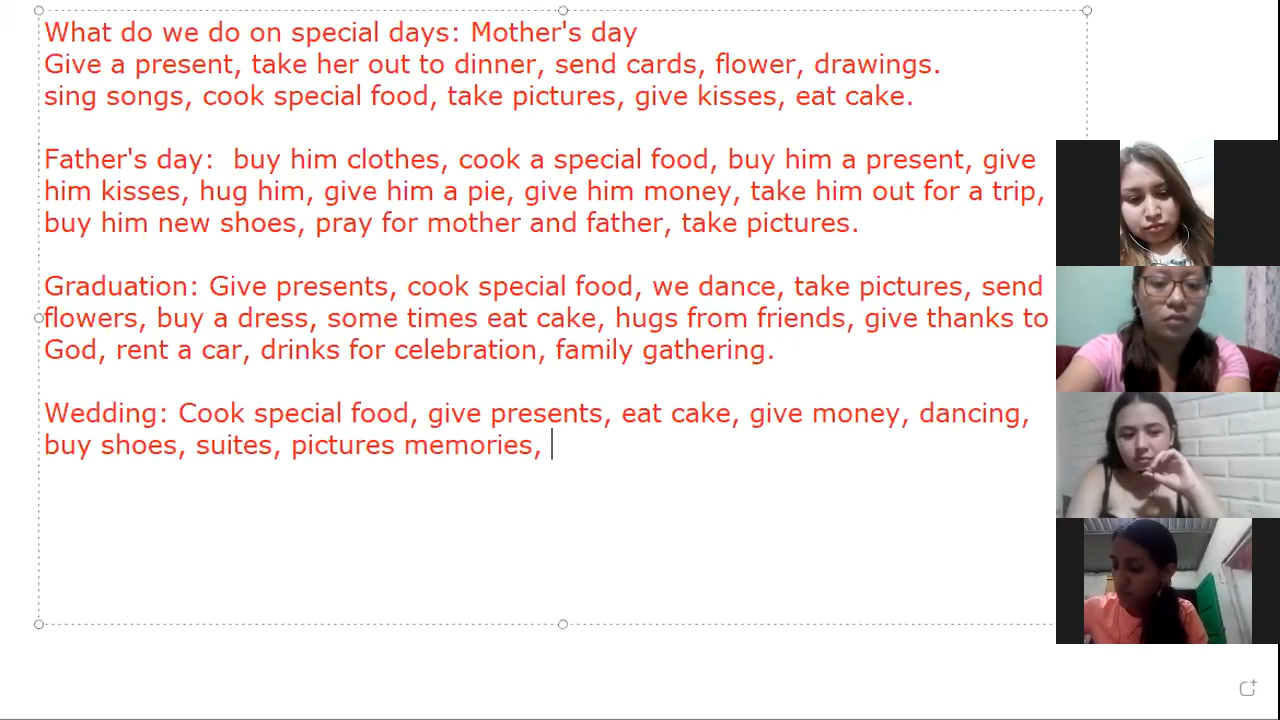 What do we do on special days: Mother's day
Give a present, take her out to dinner, send cards, flower, drawings.
sing songs, cook special food, take pictures, give kisses, eat cake.
Father's day:  buy him clothes, cook a special food, buy him a present, give
him kisses, hug him, give him a pie, give him money, take him out for a trip,
buy him new shoes, pray for mother and father, take pictures.
Graduation: Give presents, cook special food, we dance, take pictures, send
flowers, buy a dress, some times eat cake, hugs from friends, give thanks to
God, rent a car, drinks for celebration, family gathering.
Wedding: Cook special food, give presents, eat cake, give money, dancing,
buy shoes, suites, pictures memories,